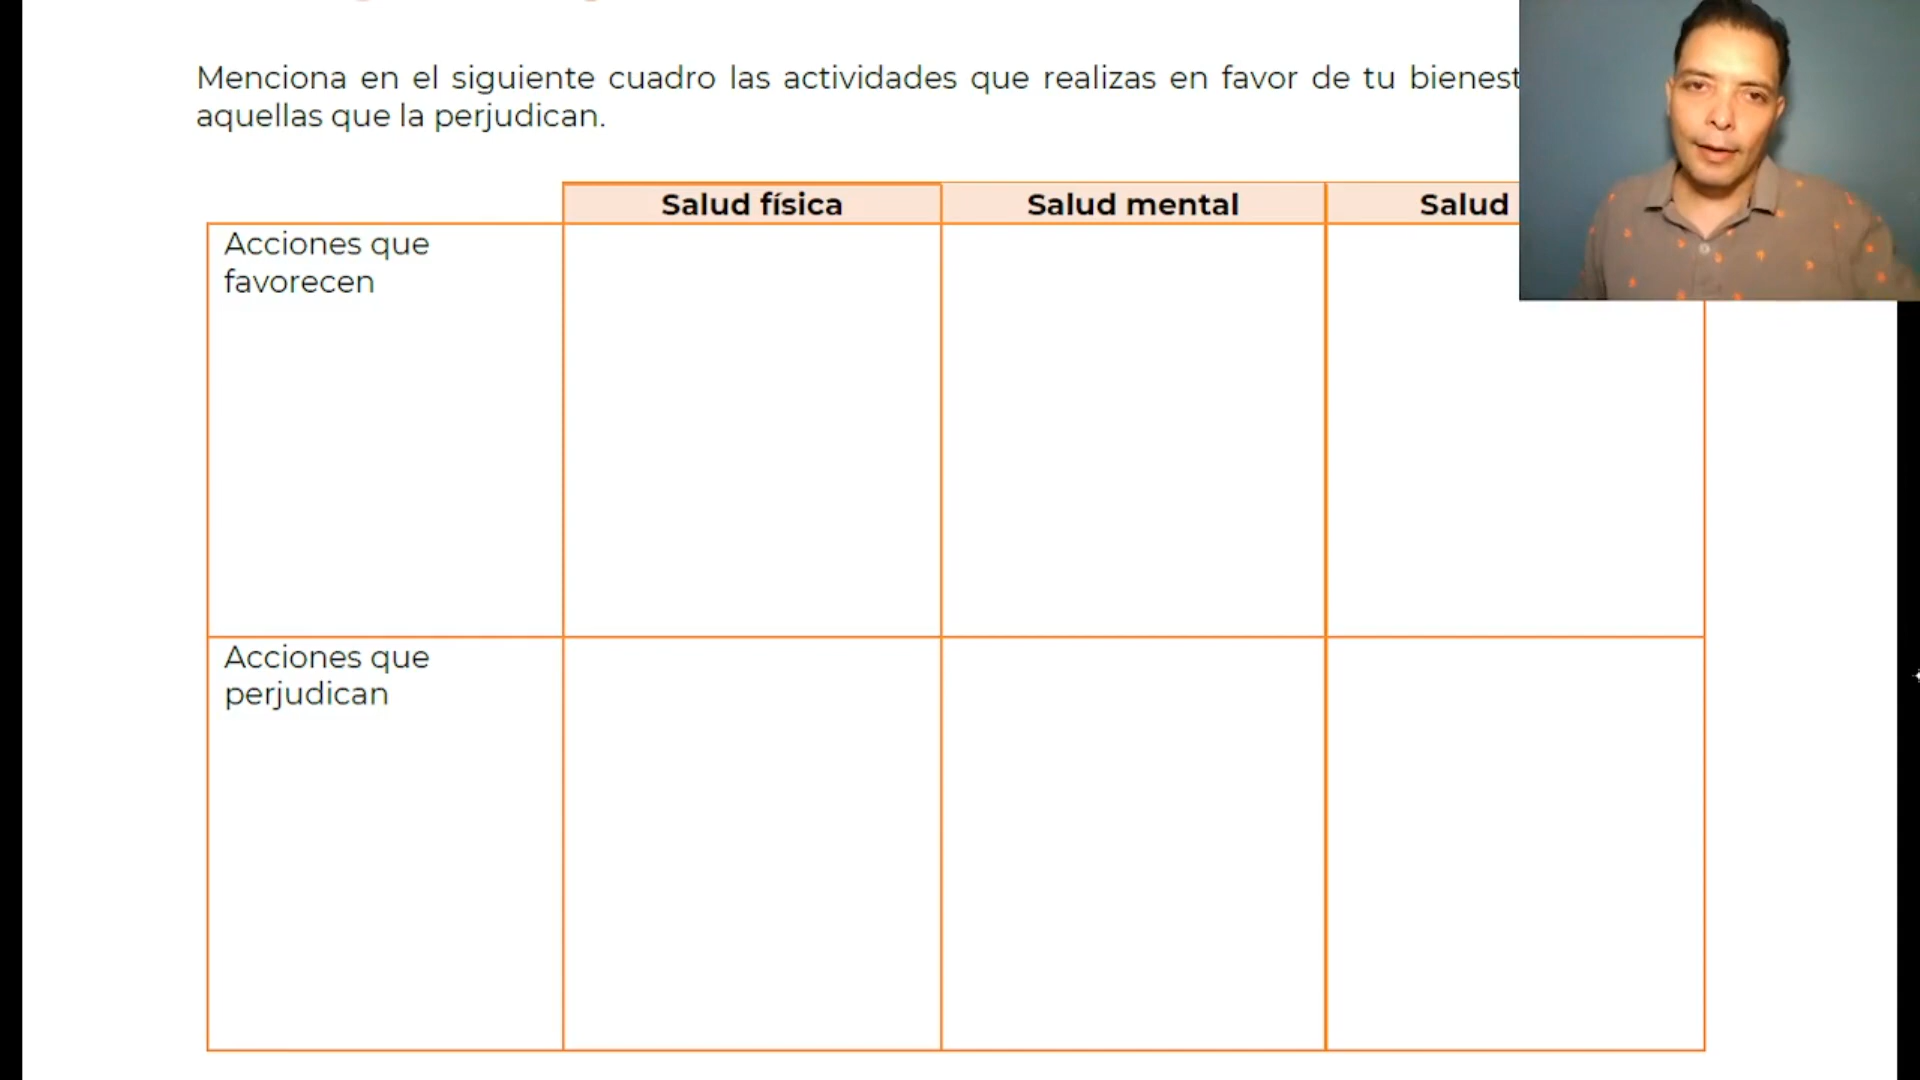 Menciona en el siguiente cuadro las actividades que realizas en favor de tu
aquellas que la perjudican.
Salud física Salud mental Salud
Acciones que
favorecen
Acciones que
perjudican